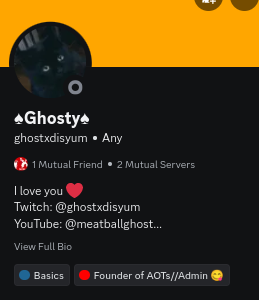 ♠Ghosty♠
ghostxdisyum • Any
1 Mutual Friend • 2 Mutual Servers
I love you ❤️
Twitch: @ghostxdisyum
YouTube: @meatballghost...
View Full Bio
Basics
Founder of AOTs//Admin 😋